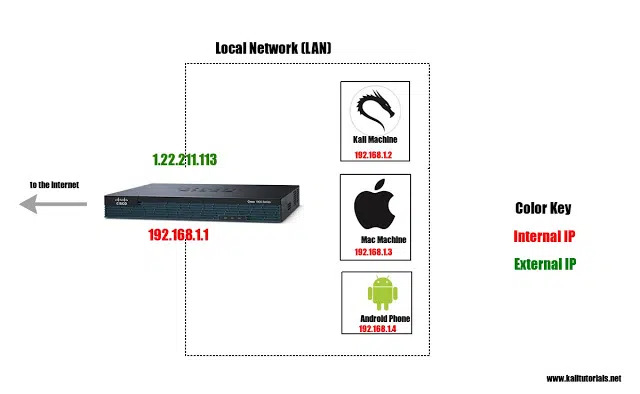 Local Network (LAN)
Kali Machine
192.168.1.2
1.22.211.113
to the Internet
CISCO
192.168.1.1
Mac Machine
192.168.1.3
Android Phone
192.168.1.4
Color Key
Internal IP
External IP
www.kalitutorials.net